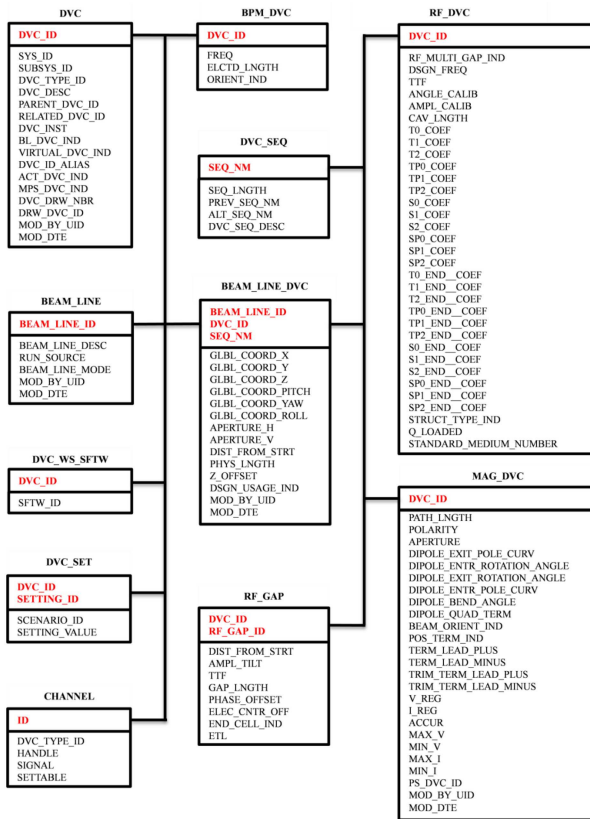 DVC
DVC_ID
SYS_ID
SUBSYS_ID
DVC_TYPE_ID
DVC_DESC
PARENT_DVC_ID
RELATED_DVC_ID
DVC_INST
BL_DVC_IND
VIRTUAL_DVC_IND
DVC_ID_ALIAS
ACT_DVC_IND
MPS_DVC_IND
DVC_DRW_NBR
DRW_DVC_ID
MOD_BY_UID
MOD_DTE
BEAM_LINE
BEAM_LINE_ID
BEAM_LINE_DESC
RUN_SOURCE
BEAM_LINE_MODE
MOD_BY_UID
MOD_DTE
DVC_WS_SFTW
DVC_ID
SFTW_ID
DVC_SET
DVC_ID
SETTING_ID
SCENARIO_ID
SETTING_VALUE
CHANNEL
ID
DVC_TYPE_ID
HANDLE
SIGNAL
SETTABLE
BPM_DVC
DVC_ID
FREQ
ELCTD_LNGTH
ORIENT_IND
DVC_SEQ
SEQ_NM
SEQ_LNGTH
PREV_SEQ_NM
ALT_SEQ_NM
DVC_SEQ_DESC
BEAM_LINE_DVC
BEAM_LINE_ID
DVC_ID
SEQ_NM
GLBL_COORD_X
GLBL_COORD_Y
GLBL_COORD_Z
GLBL_COORD_PITCH
GLBL_COORD_YAW
GLBL_COORD_ROLL
APERTURE_H
APERTURE_V
DIST_FROM_STRT
PHYS_LNGTH
Z_OFFSET
DSGN_USAGE_IND
MOD_BY_UID
MOD_DTE
RF_GAP
DVC_ID
RF_GAP_ID
DIST_FROM_STRT
AMPL_TILT
TTF
GAP_LNGTH
PHASE_OFFSET
ELEC_CNTR_OFF
END_CELL_IND
ETL
RF_DVC
DVC_ID
RF_MULTI_GAP_IND
DSGN_FREQ
TTF
ANGLE_CALIB
AMPL_CALIB
CAV_LNGTH
T0_COEF
T1_COEF
T2_COEF
TP0_COEF
TP1_COEF
TP2_COEF
S0_COEF
S1_COEF
S2_COEF
SP0_COEF
SP1_COEF
SP2_COEF
T0_END__COEF
T1_END__COEF
T2_END__COEF
TP0_END__COEF
TP1_END__COEF
TP2_END__COEF
S0_END__COEF
S1_END__COEF
S2_END__COEF
SP0_END__COEF
SP1_END__COEF
SP2_END__COEF
STRUCT_TYPE_IND
Q_LOADED
STANDARD_MEDIUM_NUMBER
MAG_DVC
DVC_ID
PATH_LNGTH
POLARITY
APERTURE
DIPOLE_EXIT_POLE_CURV
DIPOLE_ENTR_ROTATION_ANGLE
DIPOLE_EXIT_ROTATION_ANGLE
DIPOLE_ENTR_POLE_CURV
DIPOLE_BEND_ANGLE
DIPOLE_QUAD_TERM
BEAM_ORIENT_IND
POS_TERM_IND
TERM_LEAD_PLUS
TERM_LEAD_MINUS
TRIM_TERM_LEAD_PLUS
TRIM_TERM_LEAD_MINUS
V_REG
I_REG
ACCUR
MAX_V
MIN_V
MAX_I
MIN_I
PS_DVC_ID
MOD_BY_UID
MOD_DTE